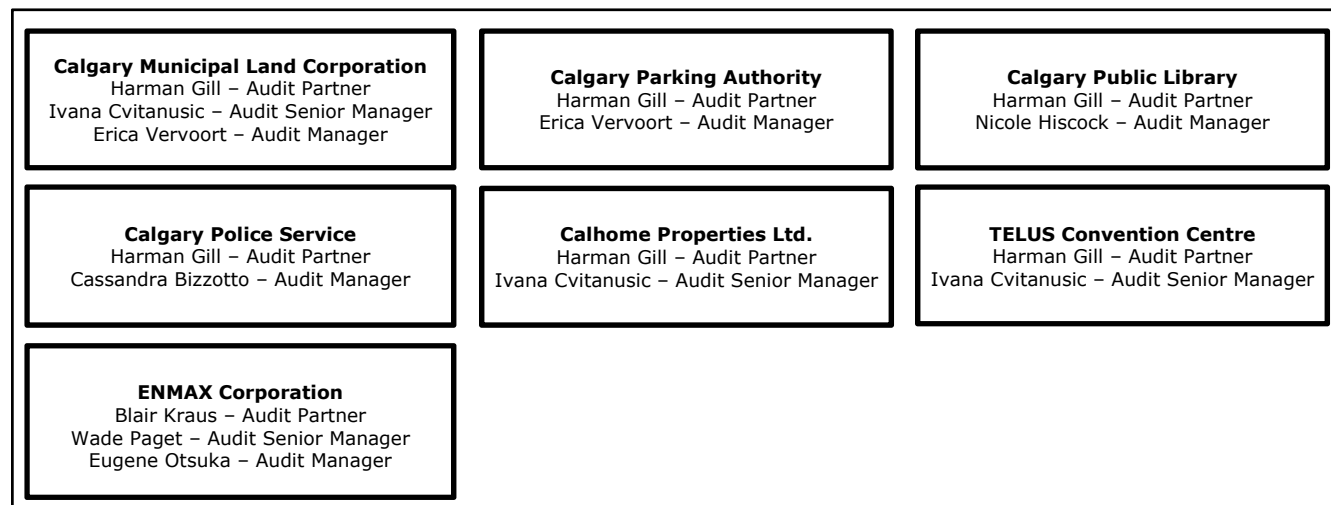 Calgary Municipal Land Corporation
Harman Gill – Audit Partner
Ivana Cvitanusic – Audit Senior Manager
Erica Vervoort – Audit Manager
Calgary Parking Authority
Harman Gill – Audit Partner
Erica Vervoort – Audit Manager
Calgary Public Library
Harman Gill – Audit Partner
Nicole Hiscock – Audit Manager
Calgary Police Service
Harman Gill – Audit Partner
Cassandra Bizzotto – Audit Manager
Calhome Properties Ltd.
Harman Gill – Audit Partner
Ivana Cvitanusic – Audit Senior Manager
TELUS Convention Centre
Harman Gill – Audit Partner
Ivana Cvitanusic – Audit Senior Manager
ENMAX Corporation
Blair Kraus – Audit Partner
Wade Paget – Audit Senior Manager
Eugene Otsuka – Audit Manager